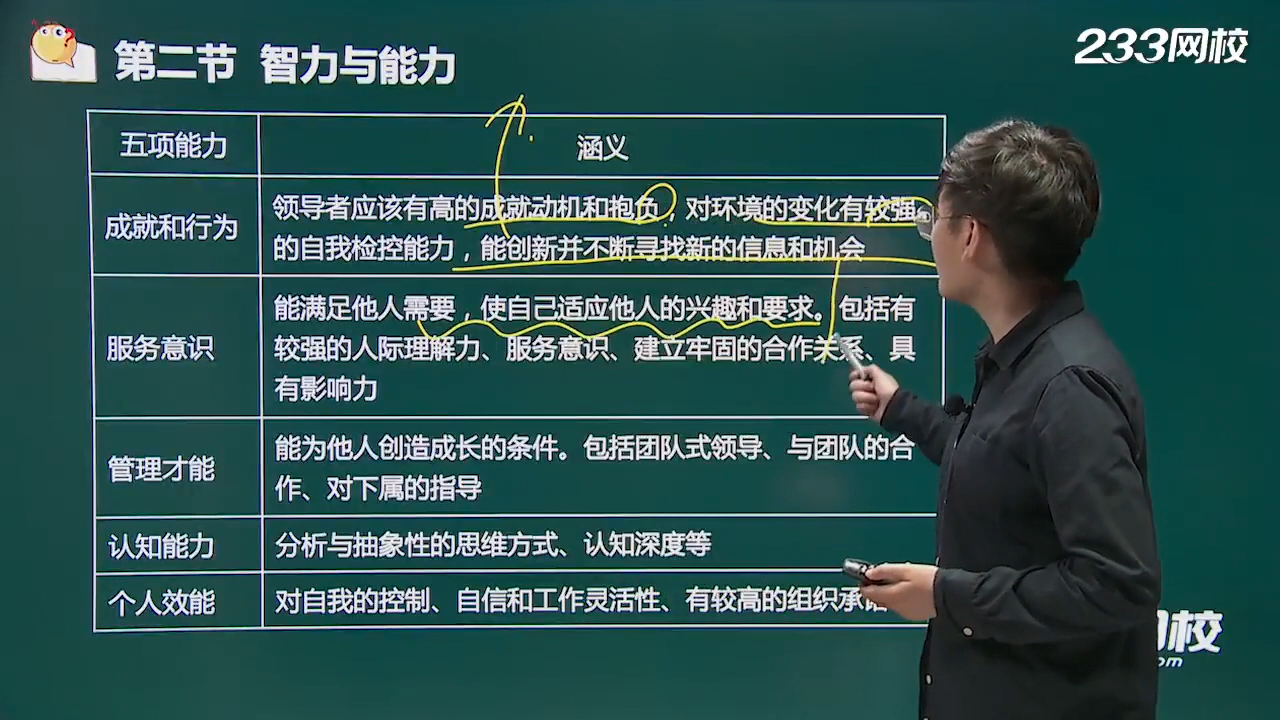 第二节 智力与能力
233网校
五项能力
涵义
成就和行为
领导者应该有高的成就动机和抱负，对环境的变化有较强
的自我检控能力，能创新并不断寻找新的信息和机会
服务意识
能满足他人需要，使自己适应他人的兴趣和要求。包括有
较强的人际理解力、服务意识、建立牢固的合作关系、具
有影响力
管理才能
能为他人创造成长的条件。包括团队式领导、与团队的合
作、对下属的指导
认知能力
分析与抽象性的思维方式、认知深度等
个人效能
对自我的控制、自信和工作灵活性、有较高的组织承诺
校
om